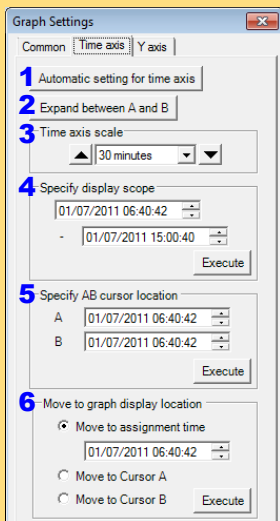 Graph Settings
Common Time axis Y axis
1 Automatic setting for time axis
2 Expand between A and B
3 Time axis scale
30 minutes
4 Specify display scope
01/07/2011 06:40:42
- 01/07/2011 15:00:40
Execute
5 Specify AB cursor location
A 01/07/2011 06:40:42
B 01/07/2011 06:40:42
Execute
6 Move to graph display location
Move to assignment time
01/07/2011 06:40:42
Move to Cursor A
Move to Cursor B Execute